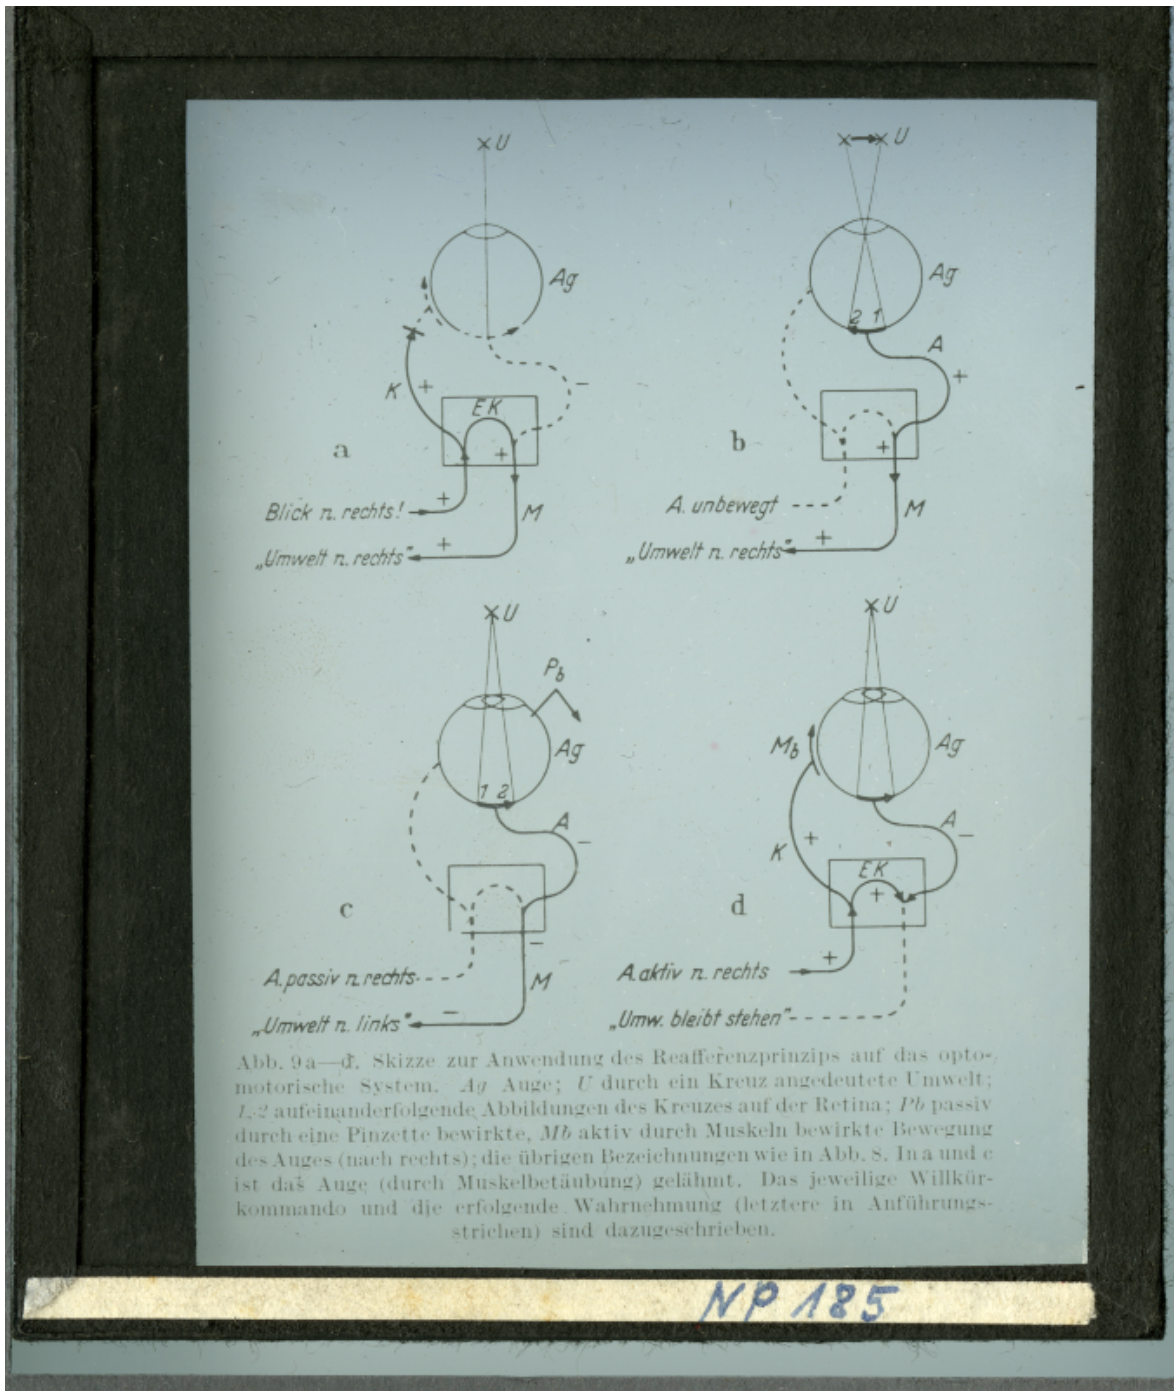 U
Ag
K
+
−
EK
+
a
Blick n. rechts!
+
M
„Umwelt n. rechts“
+
U
Ag
2 1
A
+
b
+
A. unbewegt
M
„Umwelt n. rechts“
+
U
Pb
Ag
1 2
A
−
c
−
A. passiv n. rechts
M
„Umwelt n. links“
−
U
Mb
Ag
A
−
+
K
EK
+
d
A. aktiv n. rechts
+
„Umw. bleibt stehen“
Abb. 9a—d. Skizze zur Anwendung des Reafferenzprinzips auf das opto-
motorische System. Ag Auge; U durch ein Kreuz angedeutete Umwelt;
1, 2 aufeinanderfolgende Abbildungen des Kreuzes auf der Retina; Pb passiv
durch eine Pinzette bewirkte, Mb aktiv durch Muskeln bewirkte Bewegung
des Auges (nach rechts); die übrigen Bezeichnungen wie in Abb. 8. In a und c
ist das Auge (durch Muskelbetäubung) gelähmt. Das jeweilige Willkür-
kommando und die erfolgende Wahrnehmung (letztere in Anführungs-
strichen) sind dazugeschrieben.
NP 185